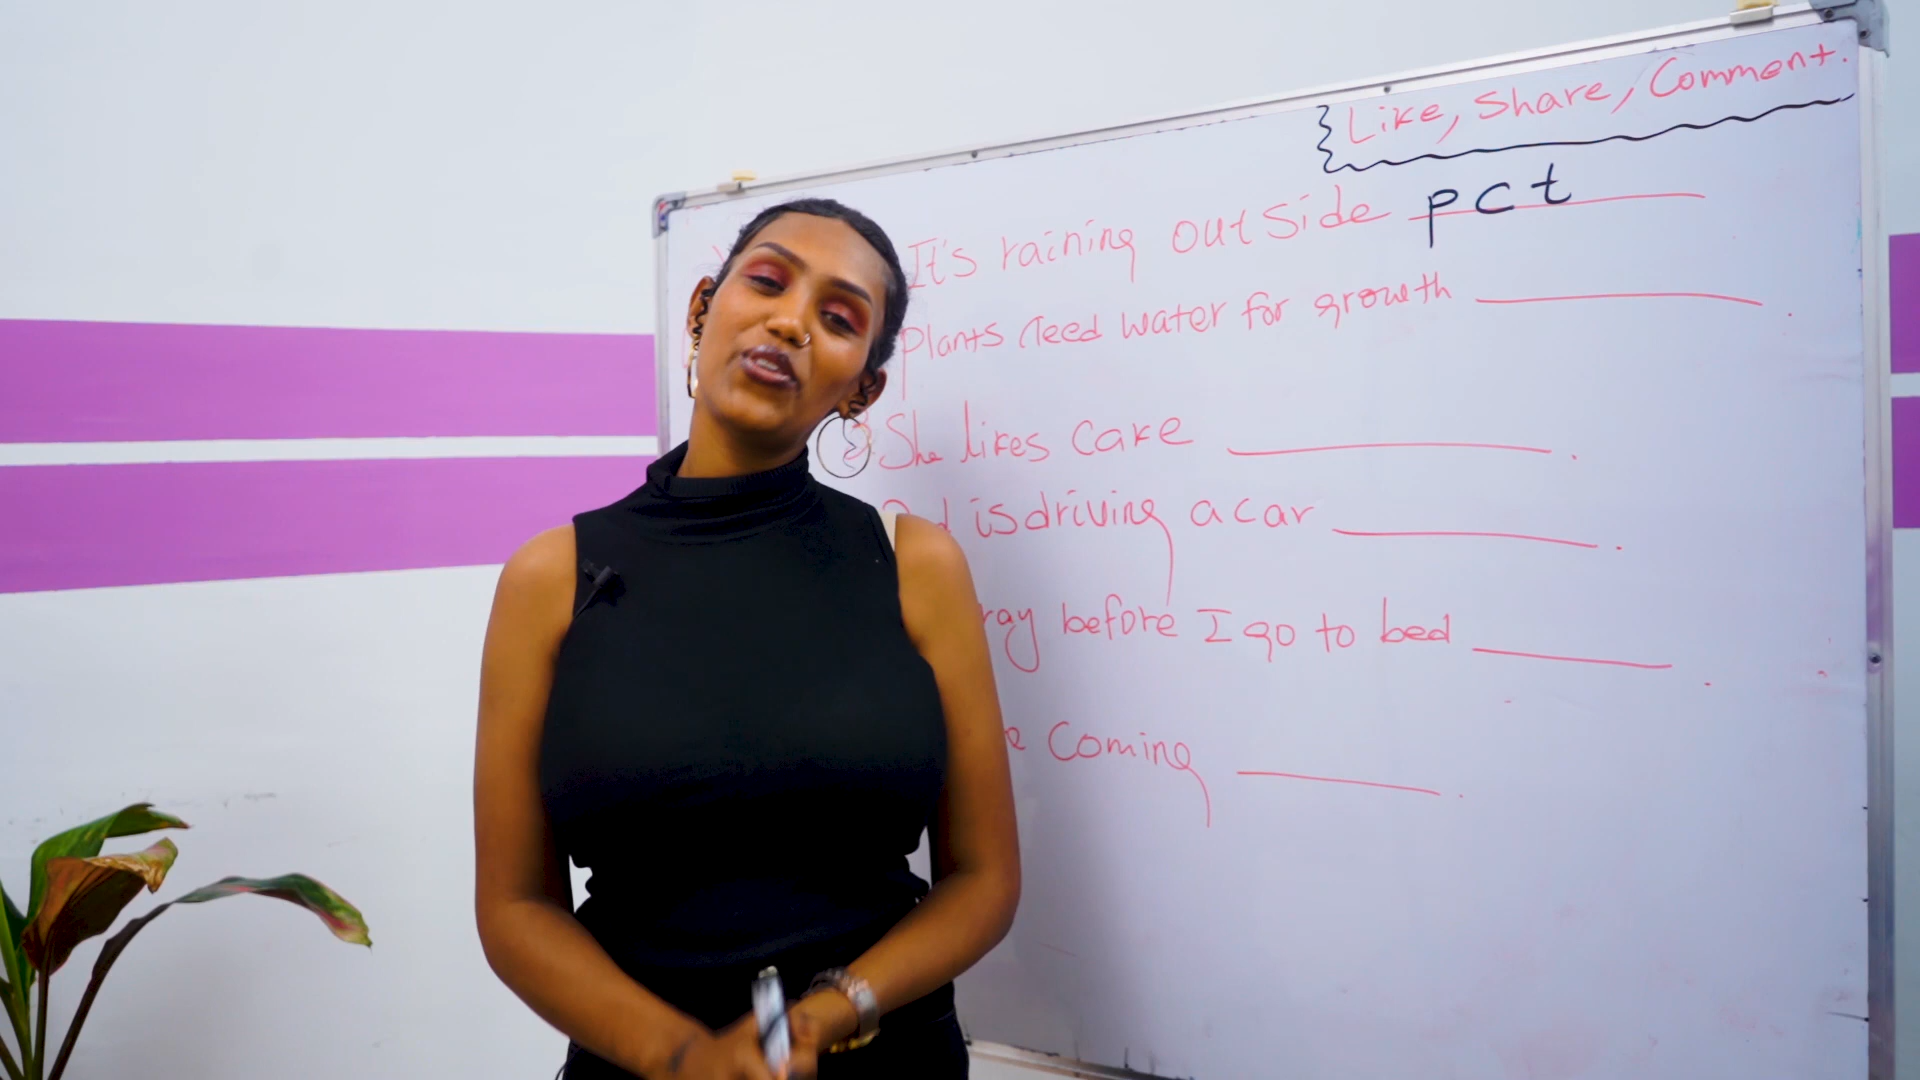 Like, Share, Comment.
It's raining outside pct
Plants need water for growth
She likes cake
is driving a car
before I go to bed
Coming